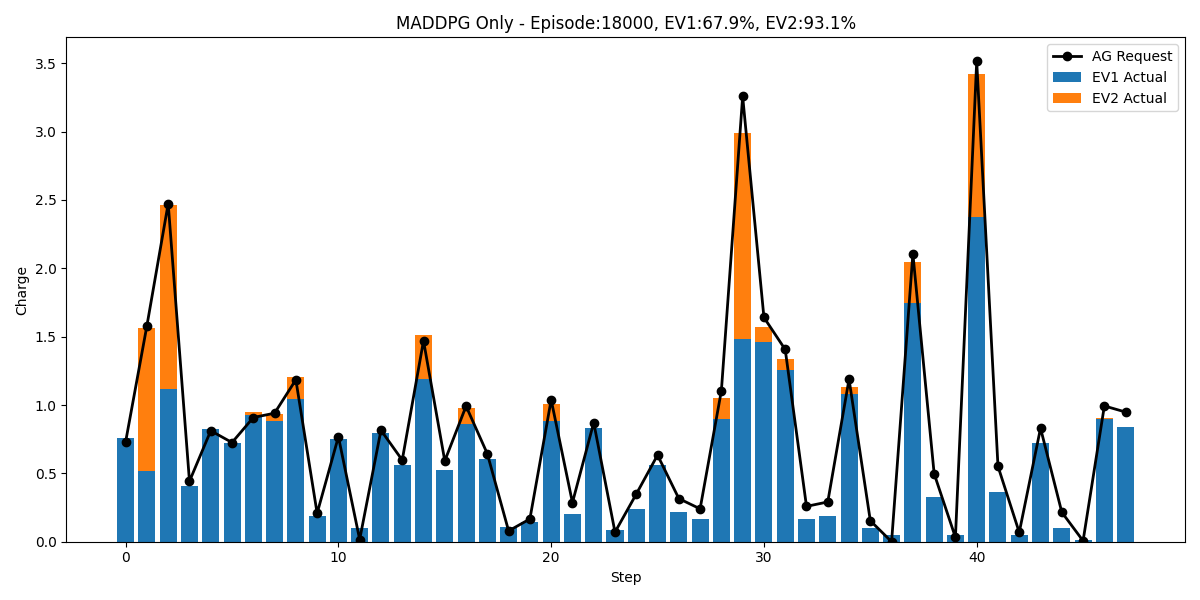 MADDPG Only - Episode:18000, EV1:67.9%, EV2:93.1%
AG Request
EV1 Actual
EV2 Actual
Charge
3.5
3.0
2.5
2.0
1.5
1.0
0.5
0.0
0
10
20
30
40
Step